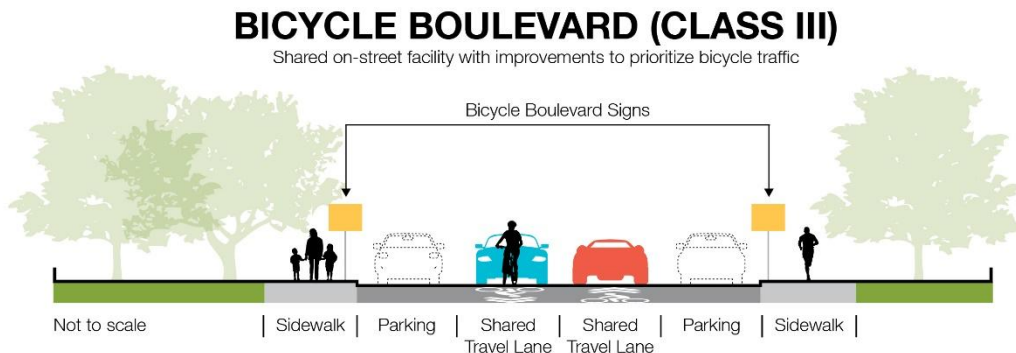 BICYCLE BOULEVARD (CLASS III)
Shared on-street facility with improvements to prioritize bicycle traffic
Bicycle Boulevard Signs
Not to scale
Sidewalk
Parking
Shared
Travel Lane
Shared
Travel Lane
Parking
Sidewalk